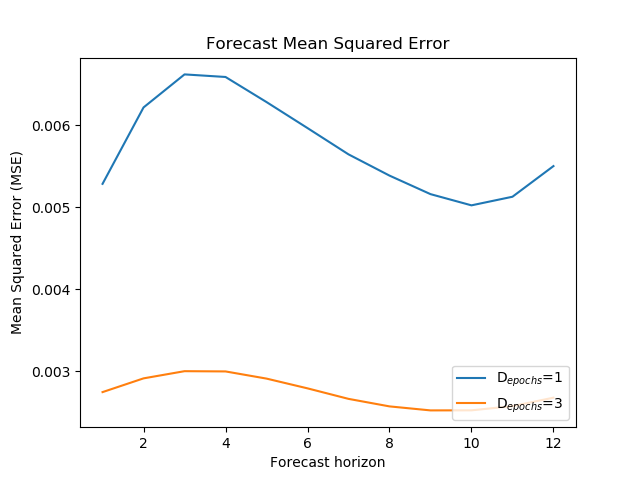 Forecast Mean Squared Error
Mean Squared Error (MSE)
0.006
0.005
0.004
0.003
D_epochs=1
D_epochs=3
2 4 6 8 10 12
Forecast horizon